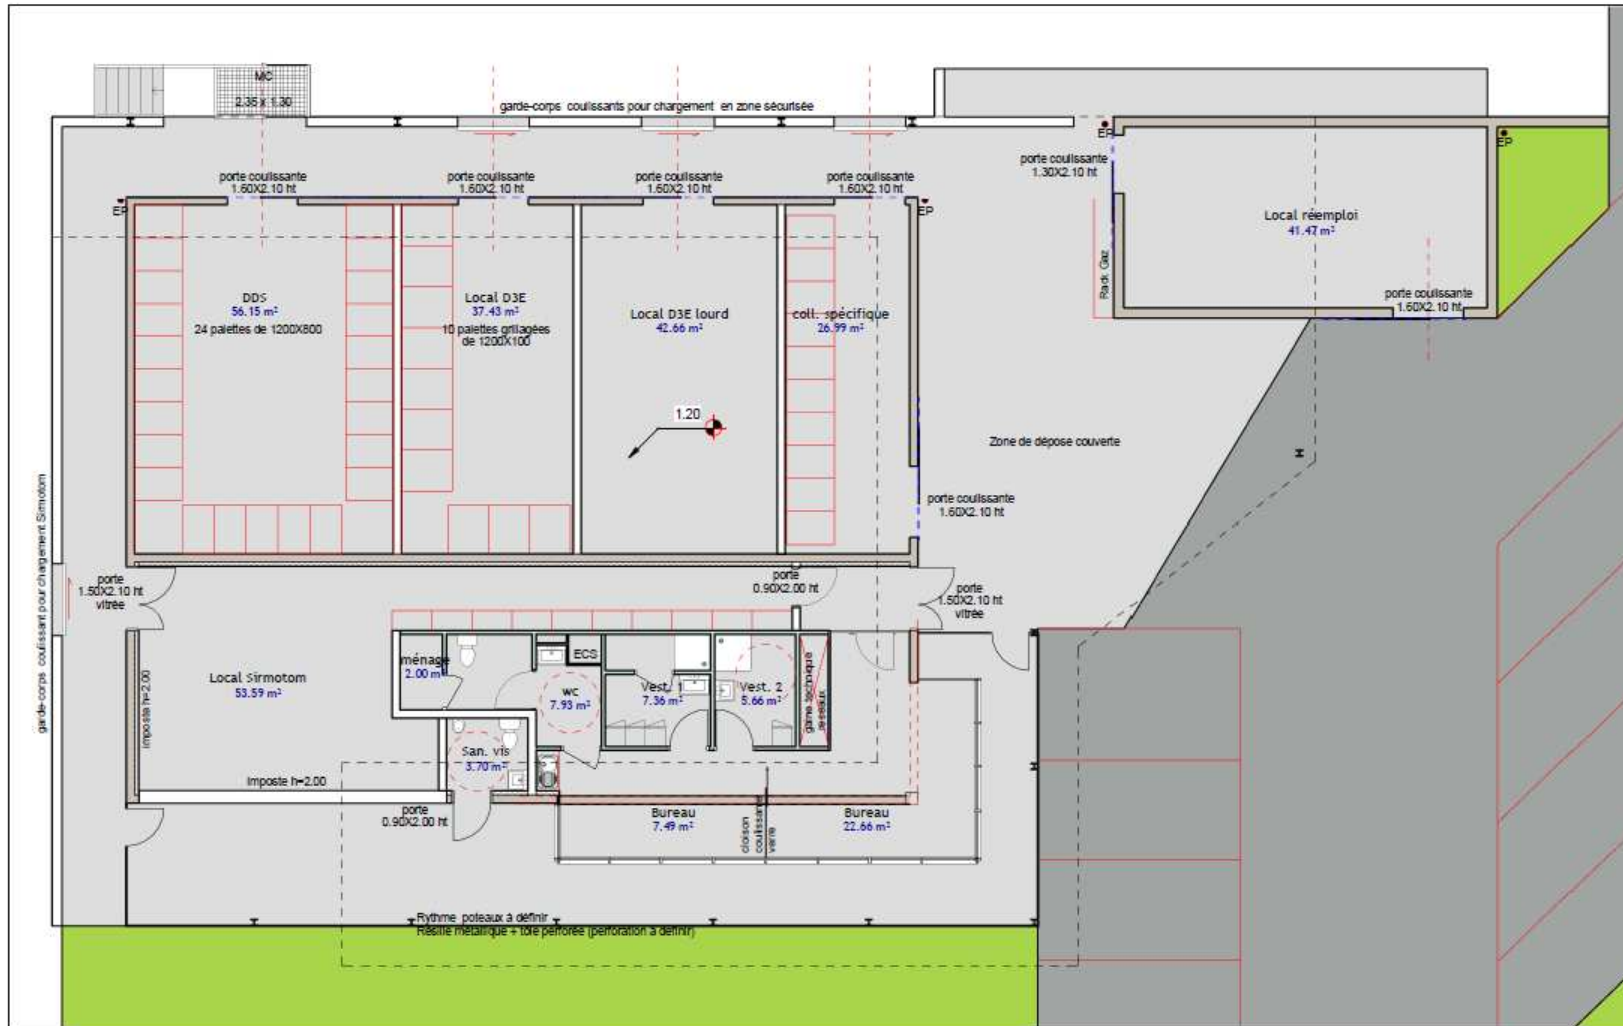 MC
2.35 x 1.30
garde-corps coulissants pour chargement en zone sécurisée
EP
EP
porte coulissante
1.30X2.10 ht
porte coulissante
1.60X2.10 ht
porte coulissante
1.60X2.10 ht
porte coulissante
1.60X2.10 ht
porte coulissante
1.60X2.10 ht
EP
EP
Local réemploi
41.47 m²
Rack Gaz
porte coulissante
1.60X2.10 ht
DDS
56.15 m²
24 palettes de 1200X800
Local D3E
37.43 m²
10 palettes grillagées
de 1200X100
Local D3E lourd
42.66 m²
coll. spécifique
26.99 m²
1.20
Zone de dépose couverte
porte coulissante
1.60X2.10 ht
garde-corps coulissant pour chargement Sirmotom
porte
1.50X2.10 ht
vitrée
porte
0.90X2.00 ht
porte
1.50X2.10 ht
vitrée
ménage
2.00 m²
ECS
Local Sirmotom
53.59 m²
imposte h=2.00
wc
7.93 m²
Vest. 1
7.36 m²
Vest. 2
5.66 m²
gaine technique
réseaux
San. vis
3.70 m²
Imposte h=2.00
porte
0.90X2.00 ht
Bureau
7.49 m²
cloison
coulissante
verre
Bureau
22.66 m²
Rythme poteaux à définir
Résille métallique + tôle perforée (perforation à définir)